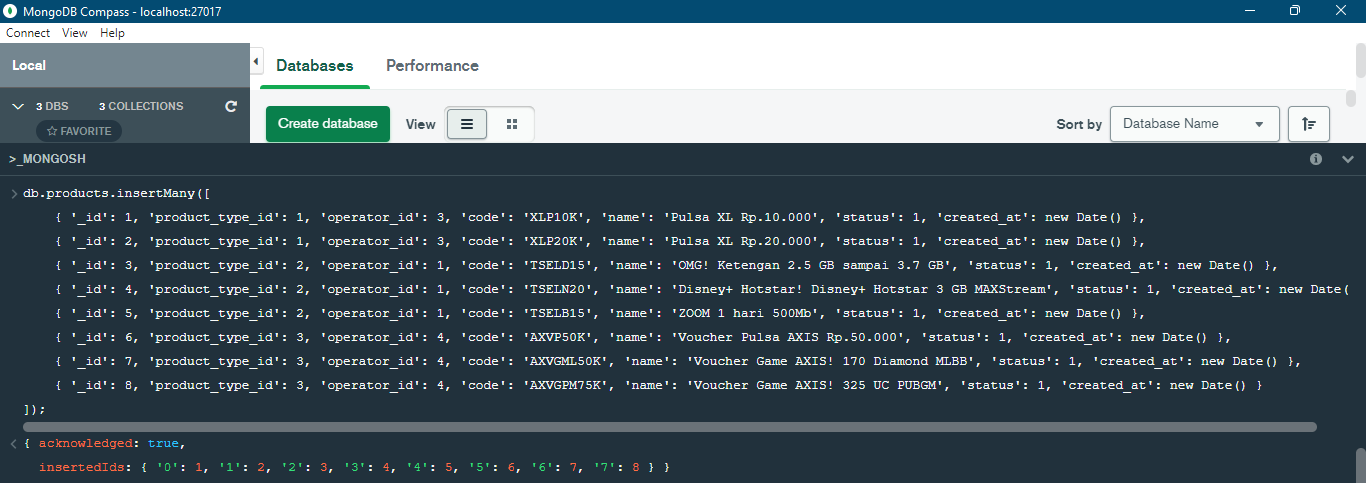 MongoDB Compass - localhost:27017
Connect View Help
Local
Databases Performance
3 DBS 3 COLLECTIONS
FAVORITE
Create database View Sort by Database Name
>_MONGOSH
> db.products.insertMany([
{ '_id': 1, 'product_type_id': 1, 'operator_id': 3, 'code': 'XLP10K', 'name': 'Pulsa XL Rp.10.000', 'status': 1, 'created_at': new Date() },
{ '_id': 2, 'product_type_id': 1, 'operator_id': 3, 'code': 'XLP20K', 'name': 'Pulsa XL Rp.20.000', 'status': 1, 'created_at': new Date() },
{ '_id': 3, 'product_type_id': 2, 'operator_id': 1, 'code': 'TSELD15', 'name': 'OMG! Ketengan 2.5 GB sampai 3.7 GB', 'status': 1, 'created_at': new Date() },
{ '_id': 4, 'product_type_id': 2, 'operator_id': 1, 'code': 'TSELN20', 'name': 'Disney+ Hotstar! Disney+ Hotstar 3 GB MAXStream', 'status': 1, 'created_at': new Date(
{ '_id': 5, 'product_type_id': 2, 'operator_id': 1, 'code': 'TSELB15', 'name': 'ZOOM 1 hari 500Mb', 'status': 1, 'created_at': new Date() },
{ '_id': 6, 'product_type_id': 3, 'operator_id': 4, 'code': 'AXVP50K', 'name': 'Voucher Pulsa AXIS Rp.50.000', 'status': 1, 'created_at': new Date() },
{ '_id': 7, 'product_type_id': 3, 'operator_id': 4, 'code': 'AXVGML50K', 'name': 'Voucher Game AXIS! 170 Diamond MLBB', 'status': 1, 'created_at': new Date() },
{ '_id': 8, 'product_type_id': 3, 'operator_id': 4, 'code': 'AXVGPM75K', 'name': 'Voucher Game AXIS! 325 UC PUBGM', 'status': 1, 'created_at': new Date() }
]);
< { acknowledged: true,
insertedIds: { '0': 1, '1': 2, '2': 3, '3': 4, '4': 5, '5': 6, '6': 7, '7': 8 } }